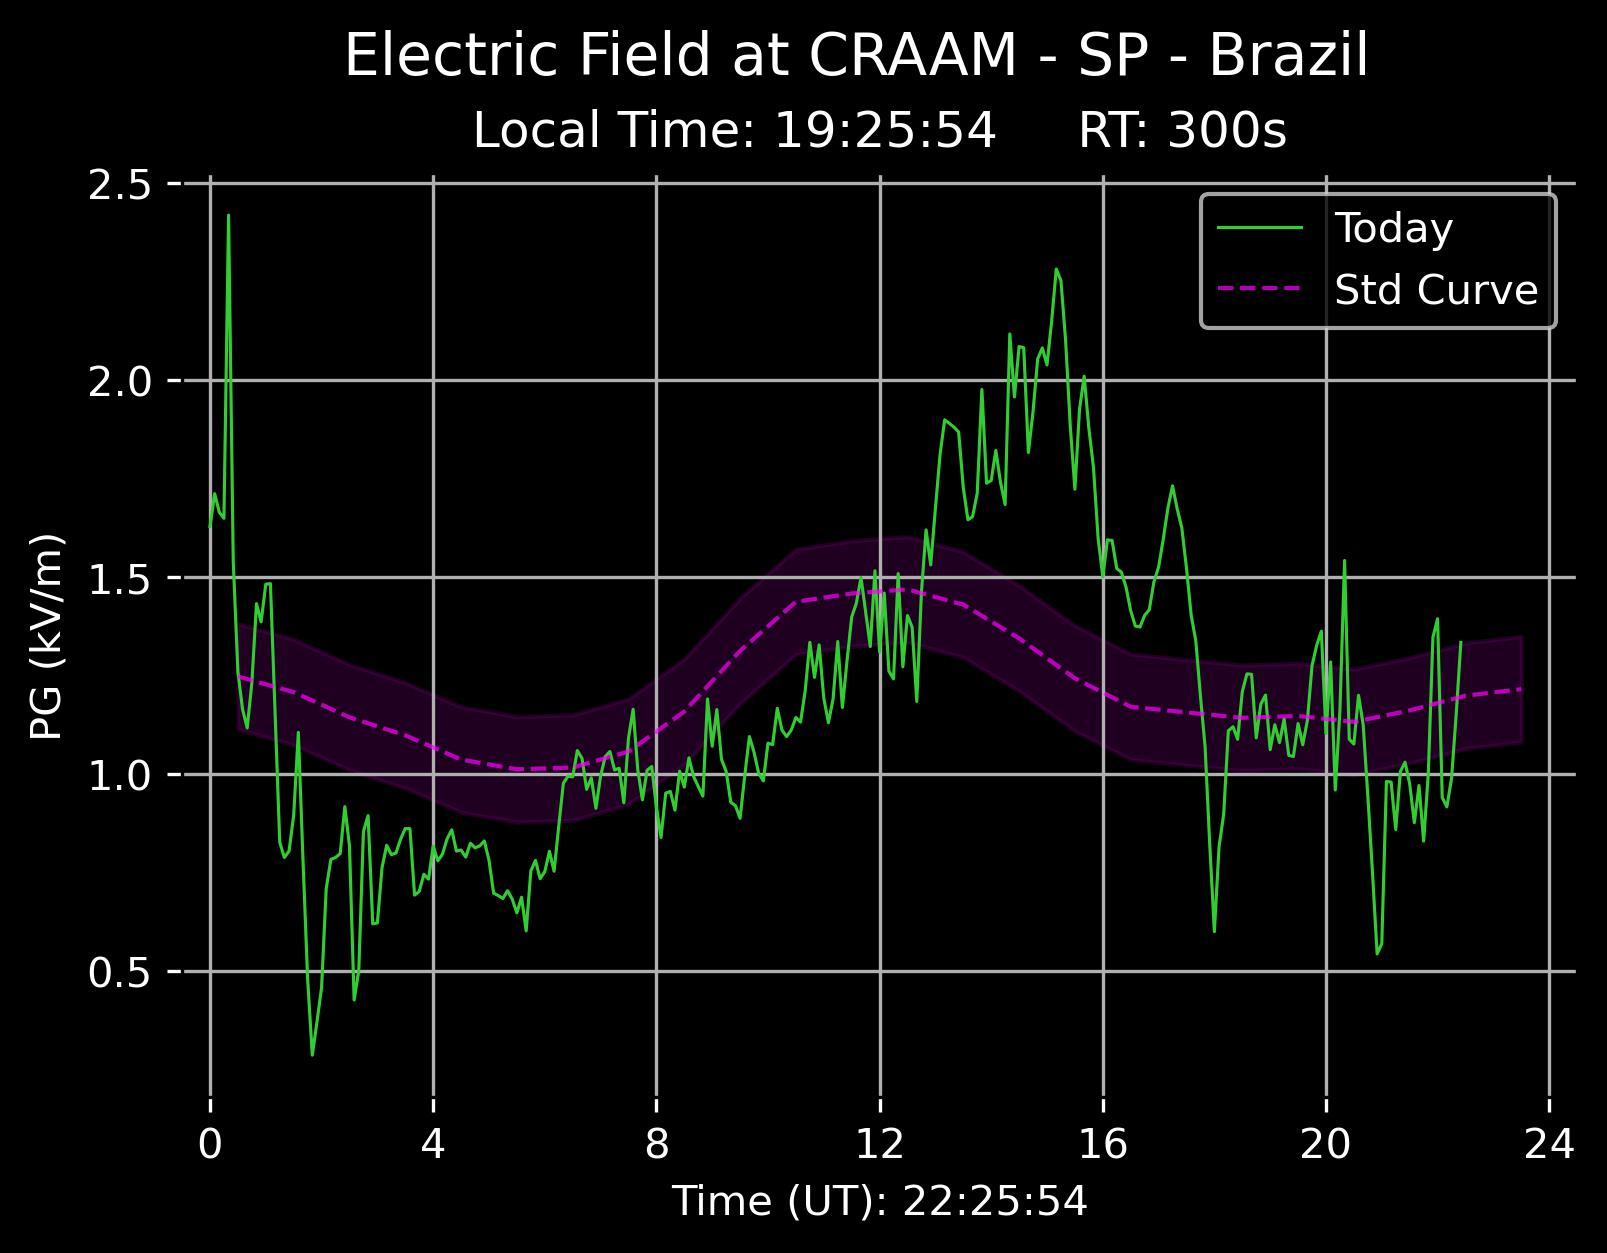 Electric Field at CRAAM - SP - Brazil
Local Time: 19:25:54 RT: 300s
Today
Std Curve
PG (kV/m)
2.5
2.0
1.5
1.0
0.5
0 4 8 12 16 20 24
Time (UT): 22:25:54